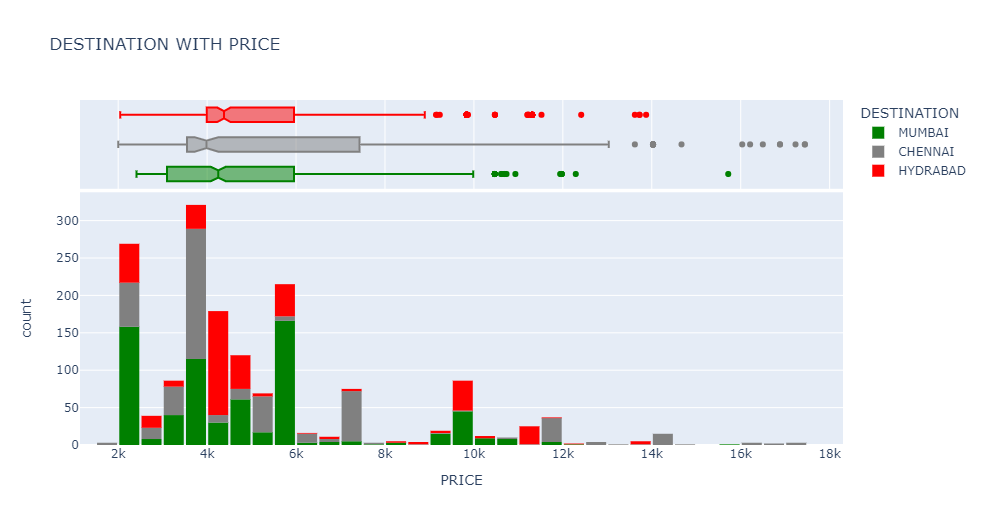 DESTINATION WITH PRICE
DESTINATION
MUMBAI
CHENNAI
HYDRABAD
300
250
200
150
100
50
0
count
2k 4k 6k 8k 10k 12k 14k 16k 18k
PRICE